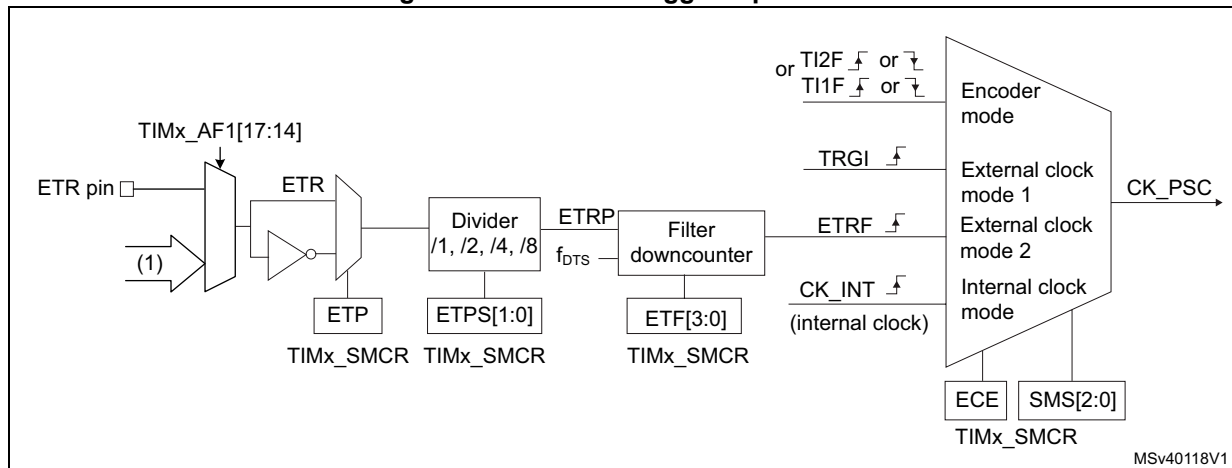 or TI2F or
TI1F or
Encoder
mode
TIMx_AF1[17:14]
TRGI
External clock
mode 1
CK_PSC
ETR pin
ETR
Divider
/1, /2, /4, /8
ETRP
fDTS
Filter
downcounter
ETRF
External clock
mode 2
(1)
CK_INT
(internal clock)
Internal clock
mode
ETP
TIMx_SMCR
ETPS[1:0]
TIMx_SMCR
ETF[3:0]
TIMx_SMCR
ECE
SMS[2:0]
TIMx_SMCR
MSv40118V1